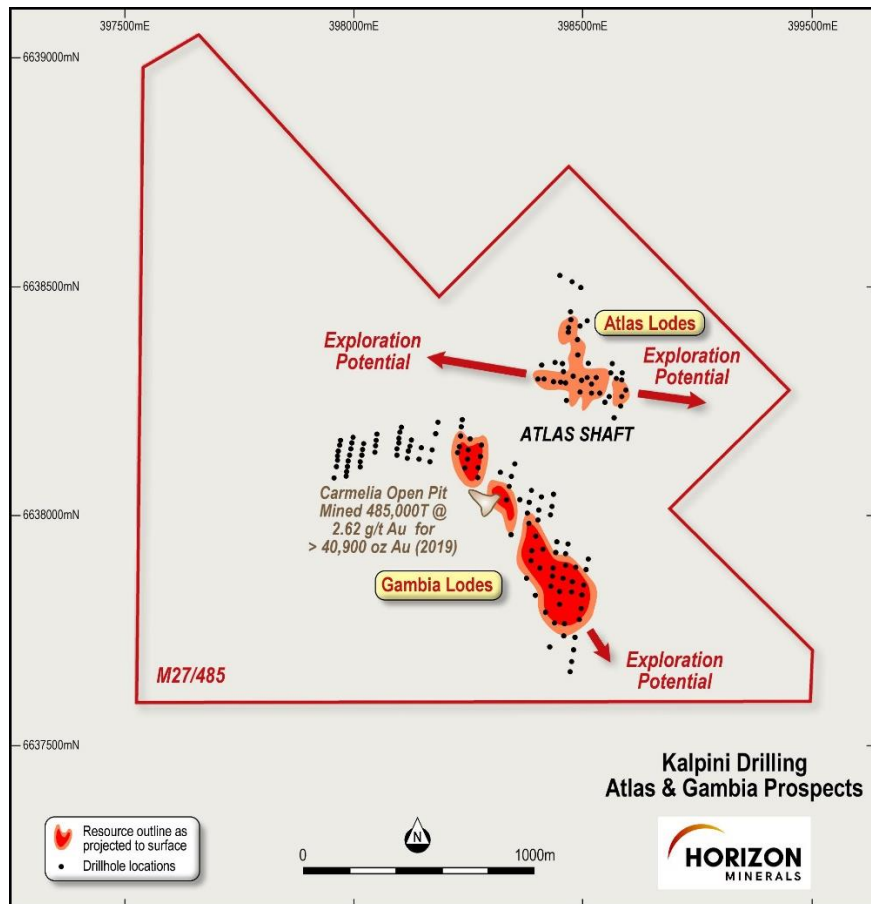 397500mE
398000mE
398500mE
399500mE
6639000mN
6638500mN
Atlas Lodes
Exploration
Potential
Exploration
Potential
ATLAS SHAFT
6638000mN
Carmelia Open Pit
Mined 485,000T @
2.62 g/t Au for
> 40,900 oz Au (2019)
Gambia Lodes
Exploration
Potential
M27/485
6637500mN
Kalpini Drilling
Atlas & Gambia Prospects
Resource outline as
projected to surface
Drillhole locations
N
0
1000m
HORIZON
MINERALS